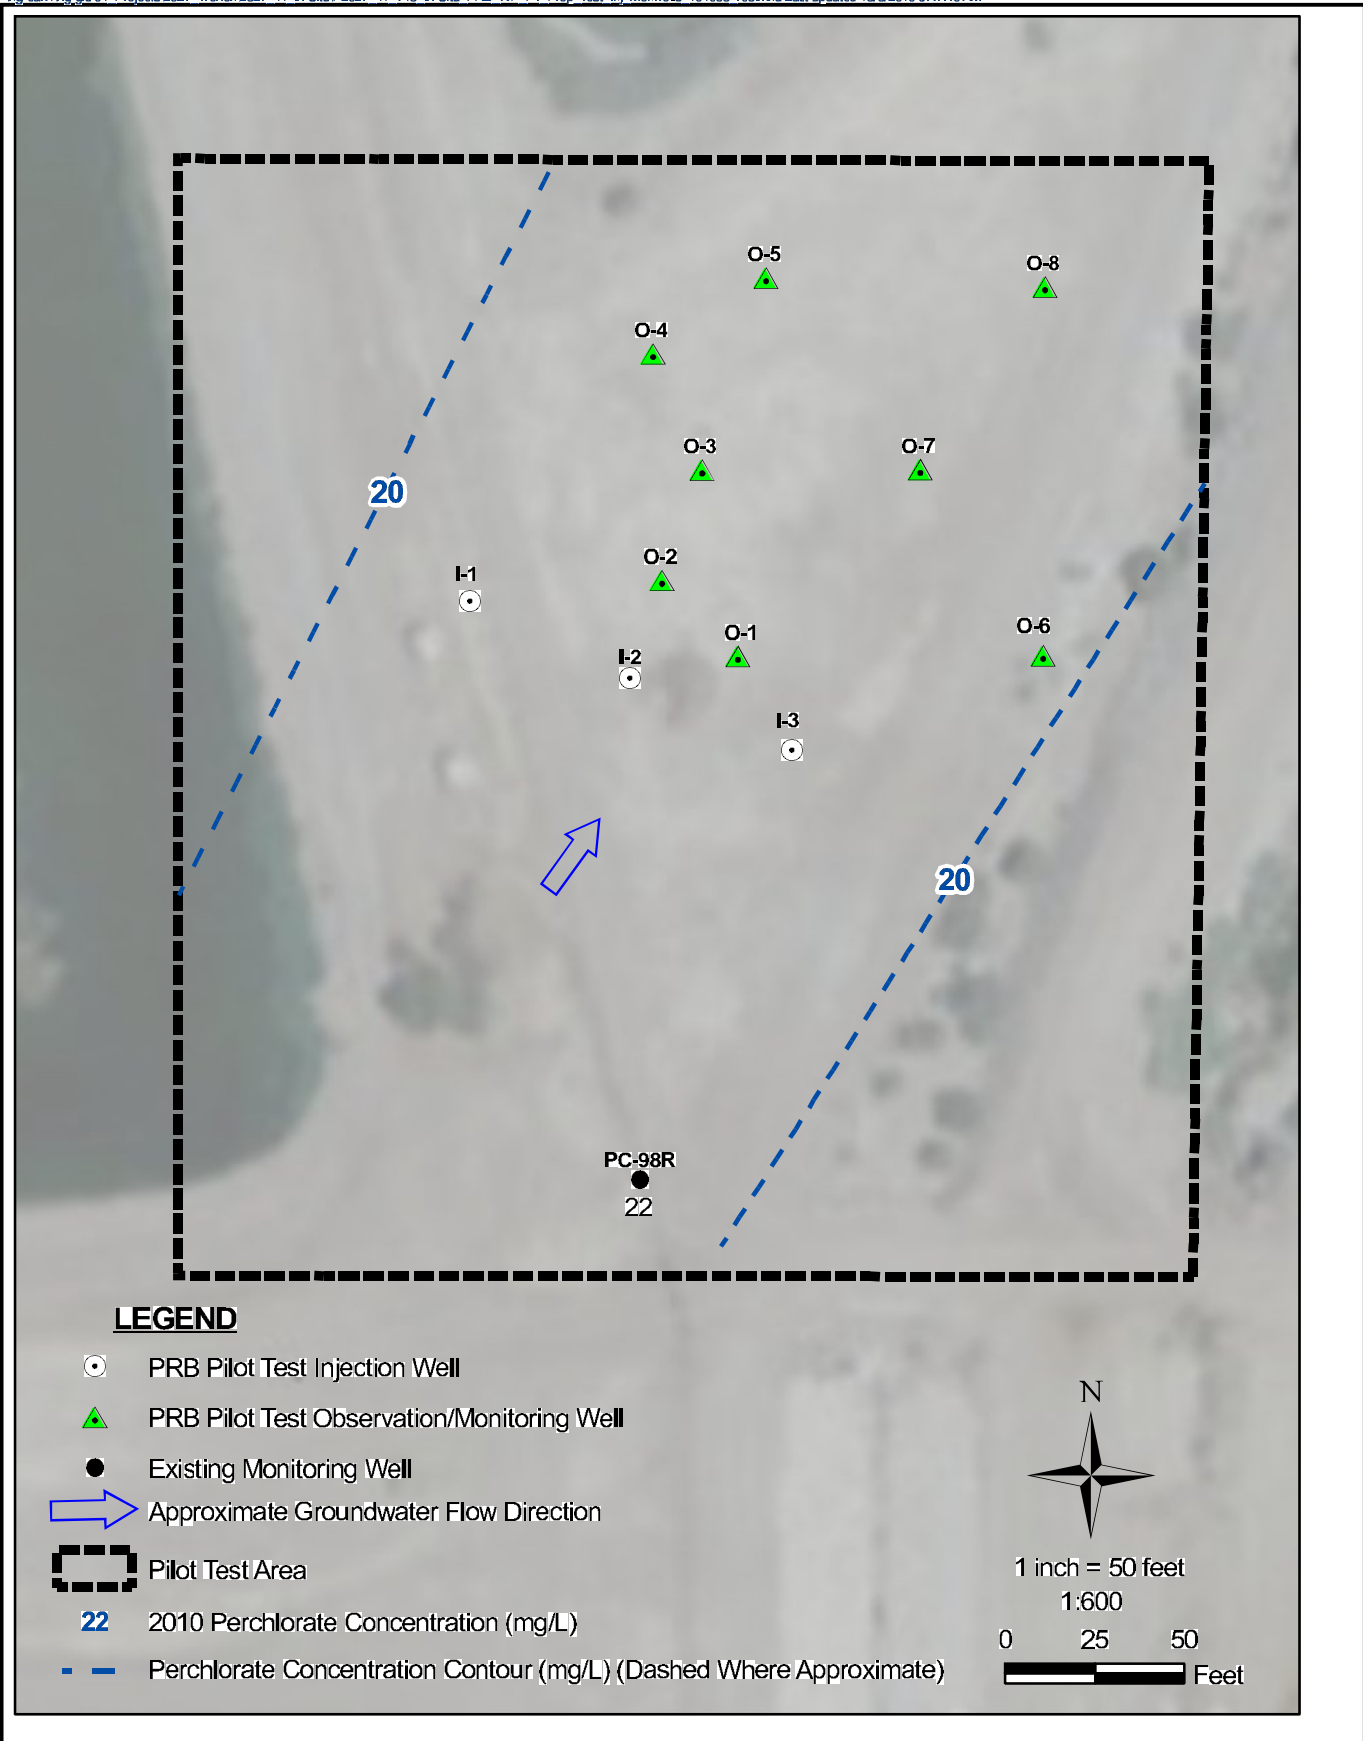 O-5
O-8
O-4
O-3
O-7
20
O-2
I-1
O-1
O-6
I-2
I-3
20
PC-98R
22
LEGEND
PRB Pilot Test Injection Well
PRB Pilot Test Observation/Monitoring Well
Existing Monitoring Well
Approximate Groundwater Flow Direction
Pilot Test Area
22 2010 Perchlorate Concentration (mg/L)
Perchlorate Concentration Contour (mg/L) (Dashed Where Approximate)
N
1 inch = 50 feet
1:600
0 25 50
Feet